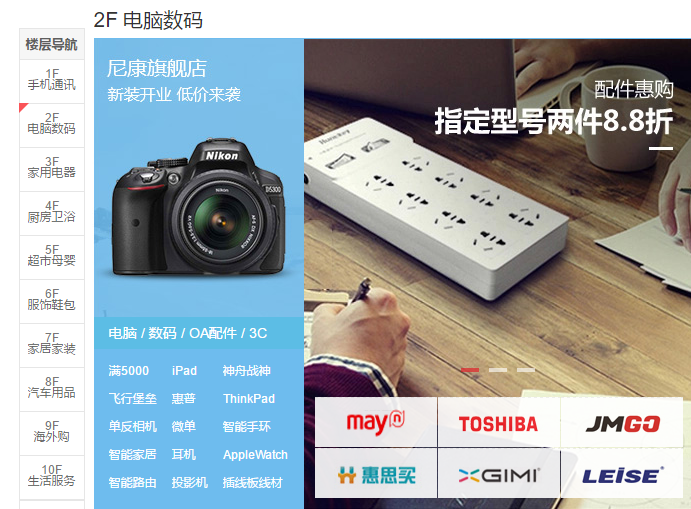 2F 电脑数码
楼层导航
1F
手机通讯
2F
电脑数码
3F
家用电器
4F
厨房卫浴
5F
超市母婴
6F
服饰鞋包
7F
家居家装
8F
汽车用品
9F
海外购
10F
生活服务
尼康旗舰店
新装开业 低价来袭
Nikon
Nikon
D5300
电脑 / 数码 / OA配件 / 3C
满5000 iPad 神舟战神
飞行堡垒 惠普 ThinkPad
单反相机 微单 智能手环
智能家居 耳机 AppleWatch
智能路由 投影机 插线板线材
配件惠购
指定型号两件8.8折
may n
TOSHIBA
JMGO
惠思买
XGIMI
LEISE